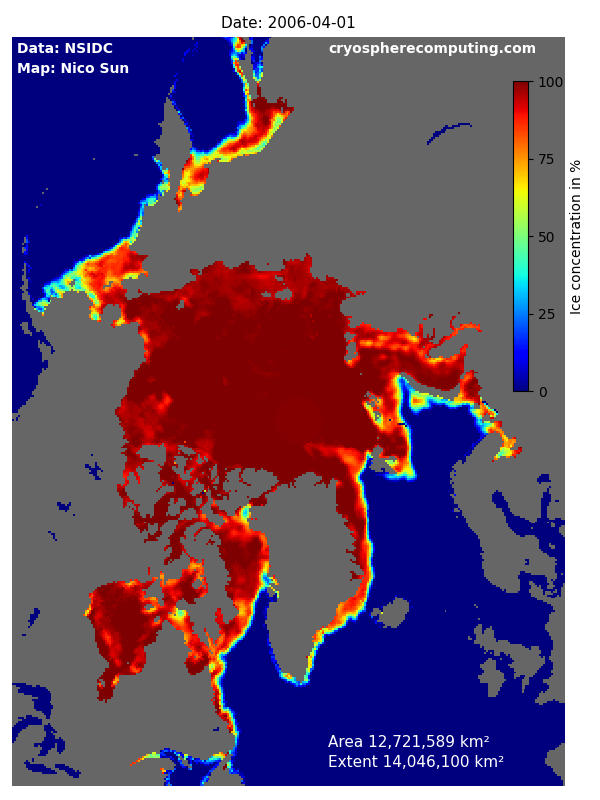 Date: 2006-04-01
Data: NSIDC
Map: Nico Sun
cryospherecomputing.com
100
75
50
25
0
Ice concentration in %
Area 12,721,589 km²
Extent 14,046,100 km²